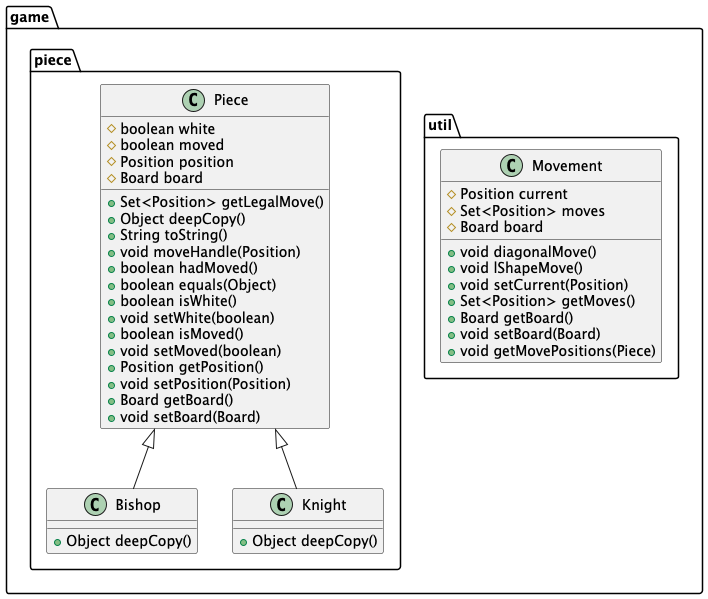 game
piece
C Piece
boolean white
boolean moved
Position position
Board board
Set<Position> getLegalMove()
Object deepCopy()
String toString()
void moveHandle(Position)
boolean hadMoved()
boolean equals(Object)
boolean isWhite()
void setWhite(boolean)
boolean isMoved()
void setMoved(boolean)
Position getPosition()
void setPosition(Position)
Board getBoard()
void setBoard(Board)
C Bishop
Object deepCopy()
C Knight
Object deepCopy()
util
C Movement
Position current
Set<Position> moves
Board board
void diagonalMove()
void lShapeMove()
void setCurrent(Position)
Set<Position> getMoves()
Board getBoard()
void setBoard(Board)
void getMovePositions(Piece)